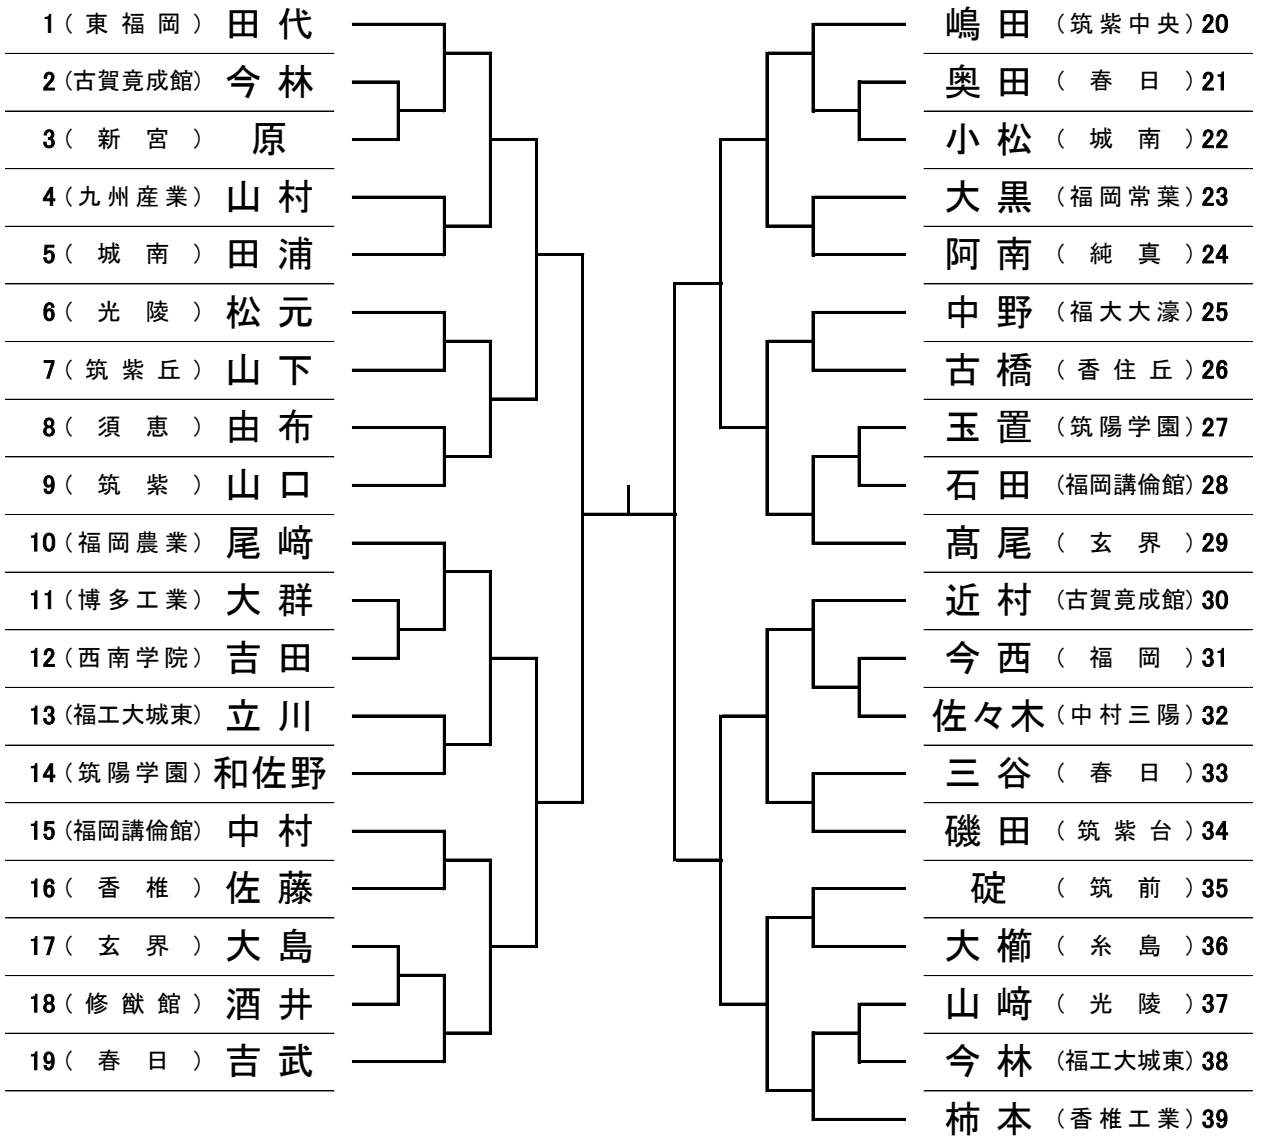 1 ( 東 福 岡 ) 田 代
2 (古賀竟成館) 今 林
3 ( 新 宮 ) 原
4 (九州産業) 山 村
5 ( 城 南 ) 田 浦
6 ( 光 陵 ) 松 元
7 ( 筑 紫 丘 ) 山 下
8 ( 須 恵 ) 由 布
9 ( 筑 紫 ) 山 口
10 (福岡農業) 尾 﨑
11 (博多工業) 大 群
12 (西南学院) 吉 田
13 (福工大城東) 立 川
14 (筑陽学園) 和佐野
15 (福岡講倫館) 中 村
16 ( 香 椎 ) 佐 藤
17 ( 玄 界 ) 大 島
18 ( 修 猷 館 ) 酒 井
19 ( 春 日 ) 吉 武
嶋 田 (筑紫中央) 20
奥 田 ( 春 日 ) 21
小 松 ( 城 南 ) 22
大 黒 (福岡常葉) 23
阿 南 ( 純 真 ) 24
中 野 (福大大濠) 25
古 橋 ( 香 住 丘 ) 26
玉 置 (筑陽学園) 27
石 田 (福岡講倫館) 28
髙 尾 ( 玄 界 ) 29
近 村 (古賀竟成館) 30
今 西 ( 福 岡 ) 31
佐々木 (中村三陽) 32
三 谷 ( 春 日 ) 33
磯 田 ( 筑 紫 台 ) 34
碇 ( 筑 前 ) 35
大 櫛 ( 糸 島 ) 36
山 﨑 ( 光 陵 ) 37
今 林 (福工大城東) 38
柿 本 (香椎工業) 39